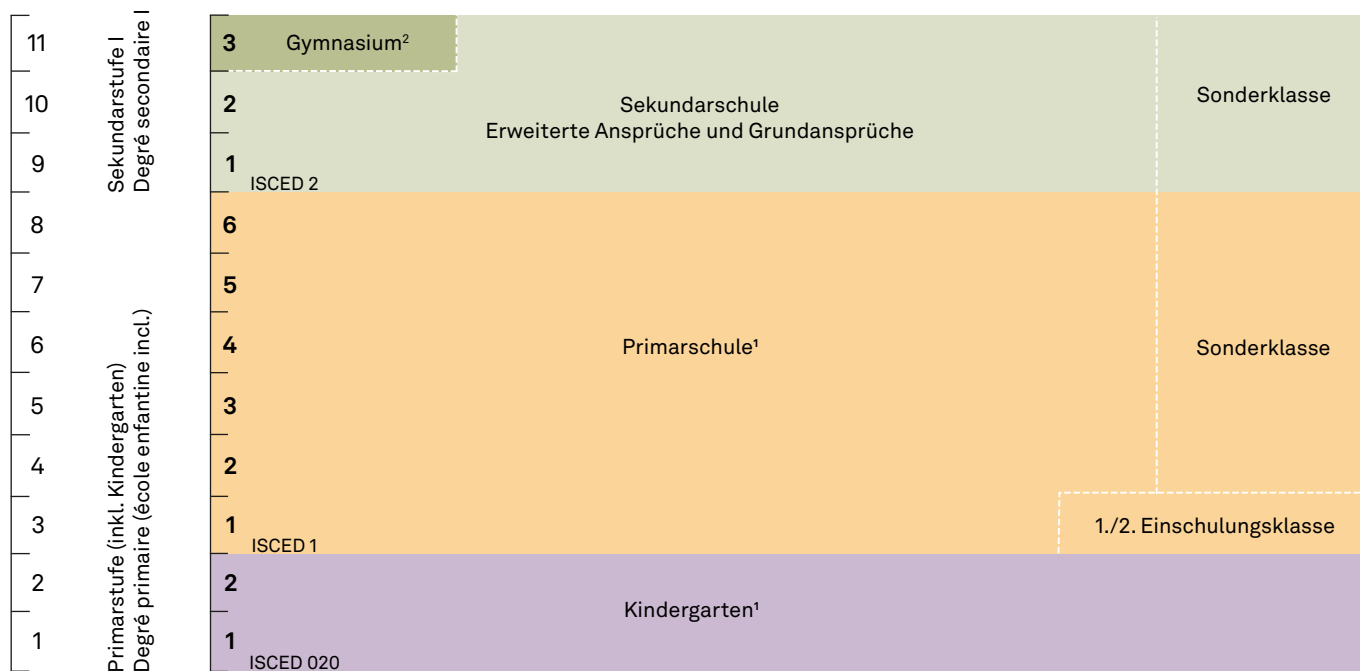 11
10
9
8
7
6
5
4
3
2
1
Sekundarstufe I
Degré secondaire I
Primarstufe (inkl. Kindergarten)
Degré primaire (école enfantine incl.)
3
Gymnasium²
2
Sekundarschule
Erweiterte Ansprüche und Grundansprüche
Sonderklasse
1
ISCED 2
6
5
4
Primarschule¹
Sonderklasse
3
2
1
1./2. Einschulungsklasse
ISCED 1
2
Kindergarten¹
1
ISCED 020